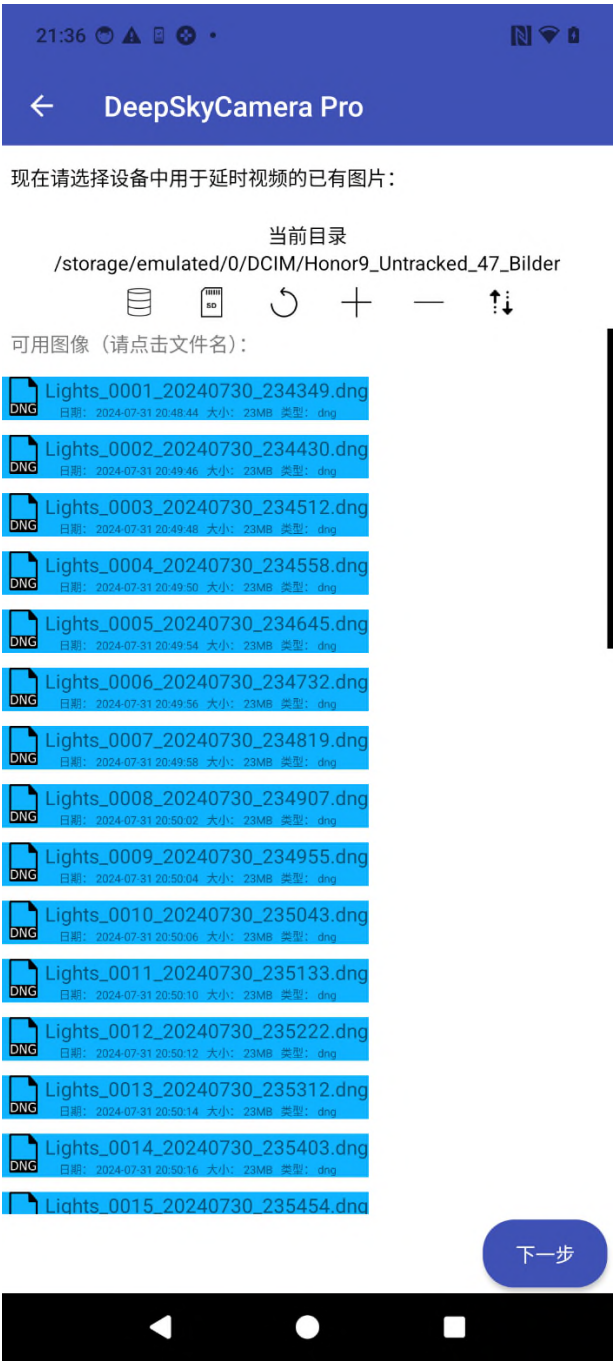 21:36
DeepSkyCamera Pro
现在请选择设备中用于延时视频的已有图片：
当前目录
/storage/emulated/0/DCIM/Honor9_Untracked_47_Bilder
SD
可用图像（请点击文件名）：
DNG Lights_0001_20240730_234349.dng
日期： 2024-07-31 20:48:44 大小： 23MB 类型： dng
DNG Lights_0002_20240730_234430.dng
日期： 2024-07-31 20:49:46 大小： 23MB 类型： dng
DNG Lights_0003_20240730_234512.dng
日期： 2024-07-31 20:49:48 大小： 23MB 类型： dng
DNG Lights_0004_20240730_234558.dng
日期： 2024-07-31 20:49:50 大小： 23MB 类型： dng
DNG Lights_0005_20240730_234645.dng
日期： 2024-07-31 20:49:54 大小： 23MB 类型： dng
DNG Lights_0006_20240730_234732.dng
日期： 2024-07-31 20:49:56 大小： 23MB 类型： dng
DNG Lights_0007_20240730_234819.dng
日期： 2024-07-31 20:49:58 大小： 23MB 类型： dng
DNG Lights_0008_20240730_234907.dng
日期： 2024-07-31 20:50:02 大小： 23MB 类型： dng
DNG Lights_0009_20240730_234955.dng
日期： 2024-07-31 20:50:04 大小： 23MB 类型： dng
DNG Lights_0010_20240730_235043.dng
日期： 2024-07-31 20:50:06 大小： 23MB 类型： dng
DNG Lights_0011_20240730_235133.dng
日期： 2024-07-31 20:50:10 大小： 23MB 类型： dng
DNG Lights_0012_20240730_235222.dng
日期： 2024-07-31 20:50:12 大小： 23MB 类型： dng
DNG Lights_0013_20240730_235312.dng
日期： 2024-07-31 20:50:14 大小： 23MB 类型： dng
DNG Lights_0014_20240730_235403.dng
日期： 2024-07-31 20:50:16 大小： 23MB 类型： dng
Lights_0015_20240730_235454.dng
下一步